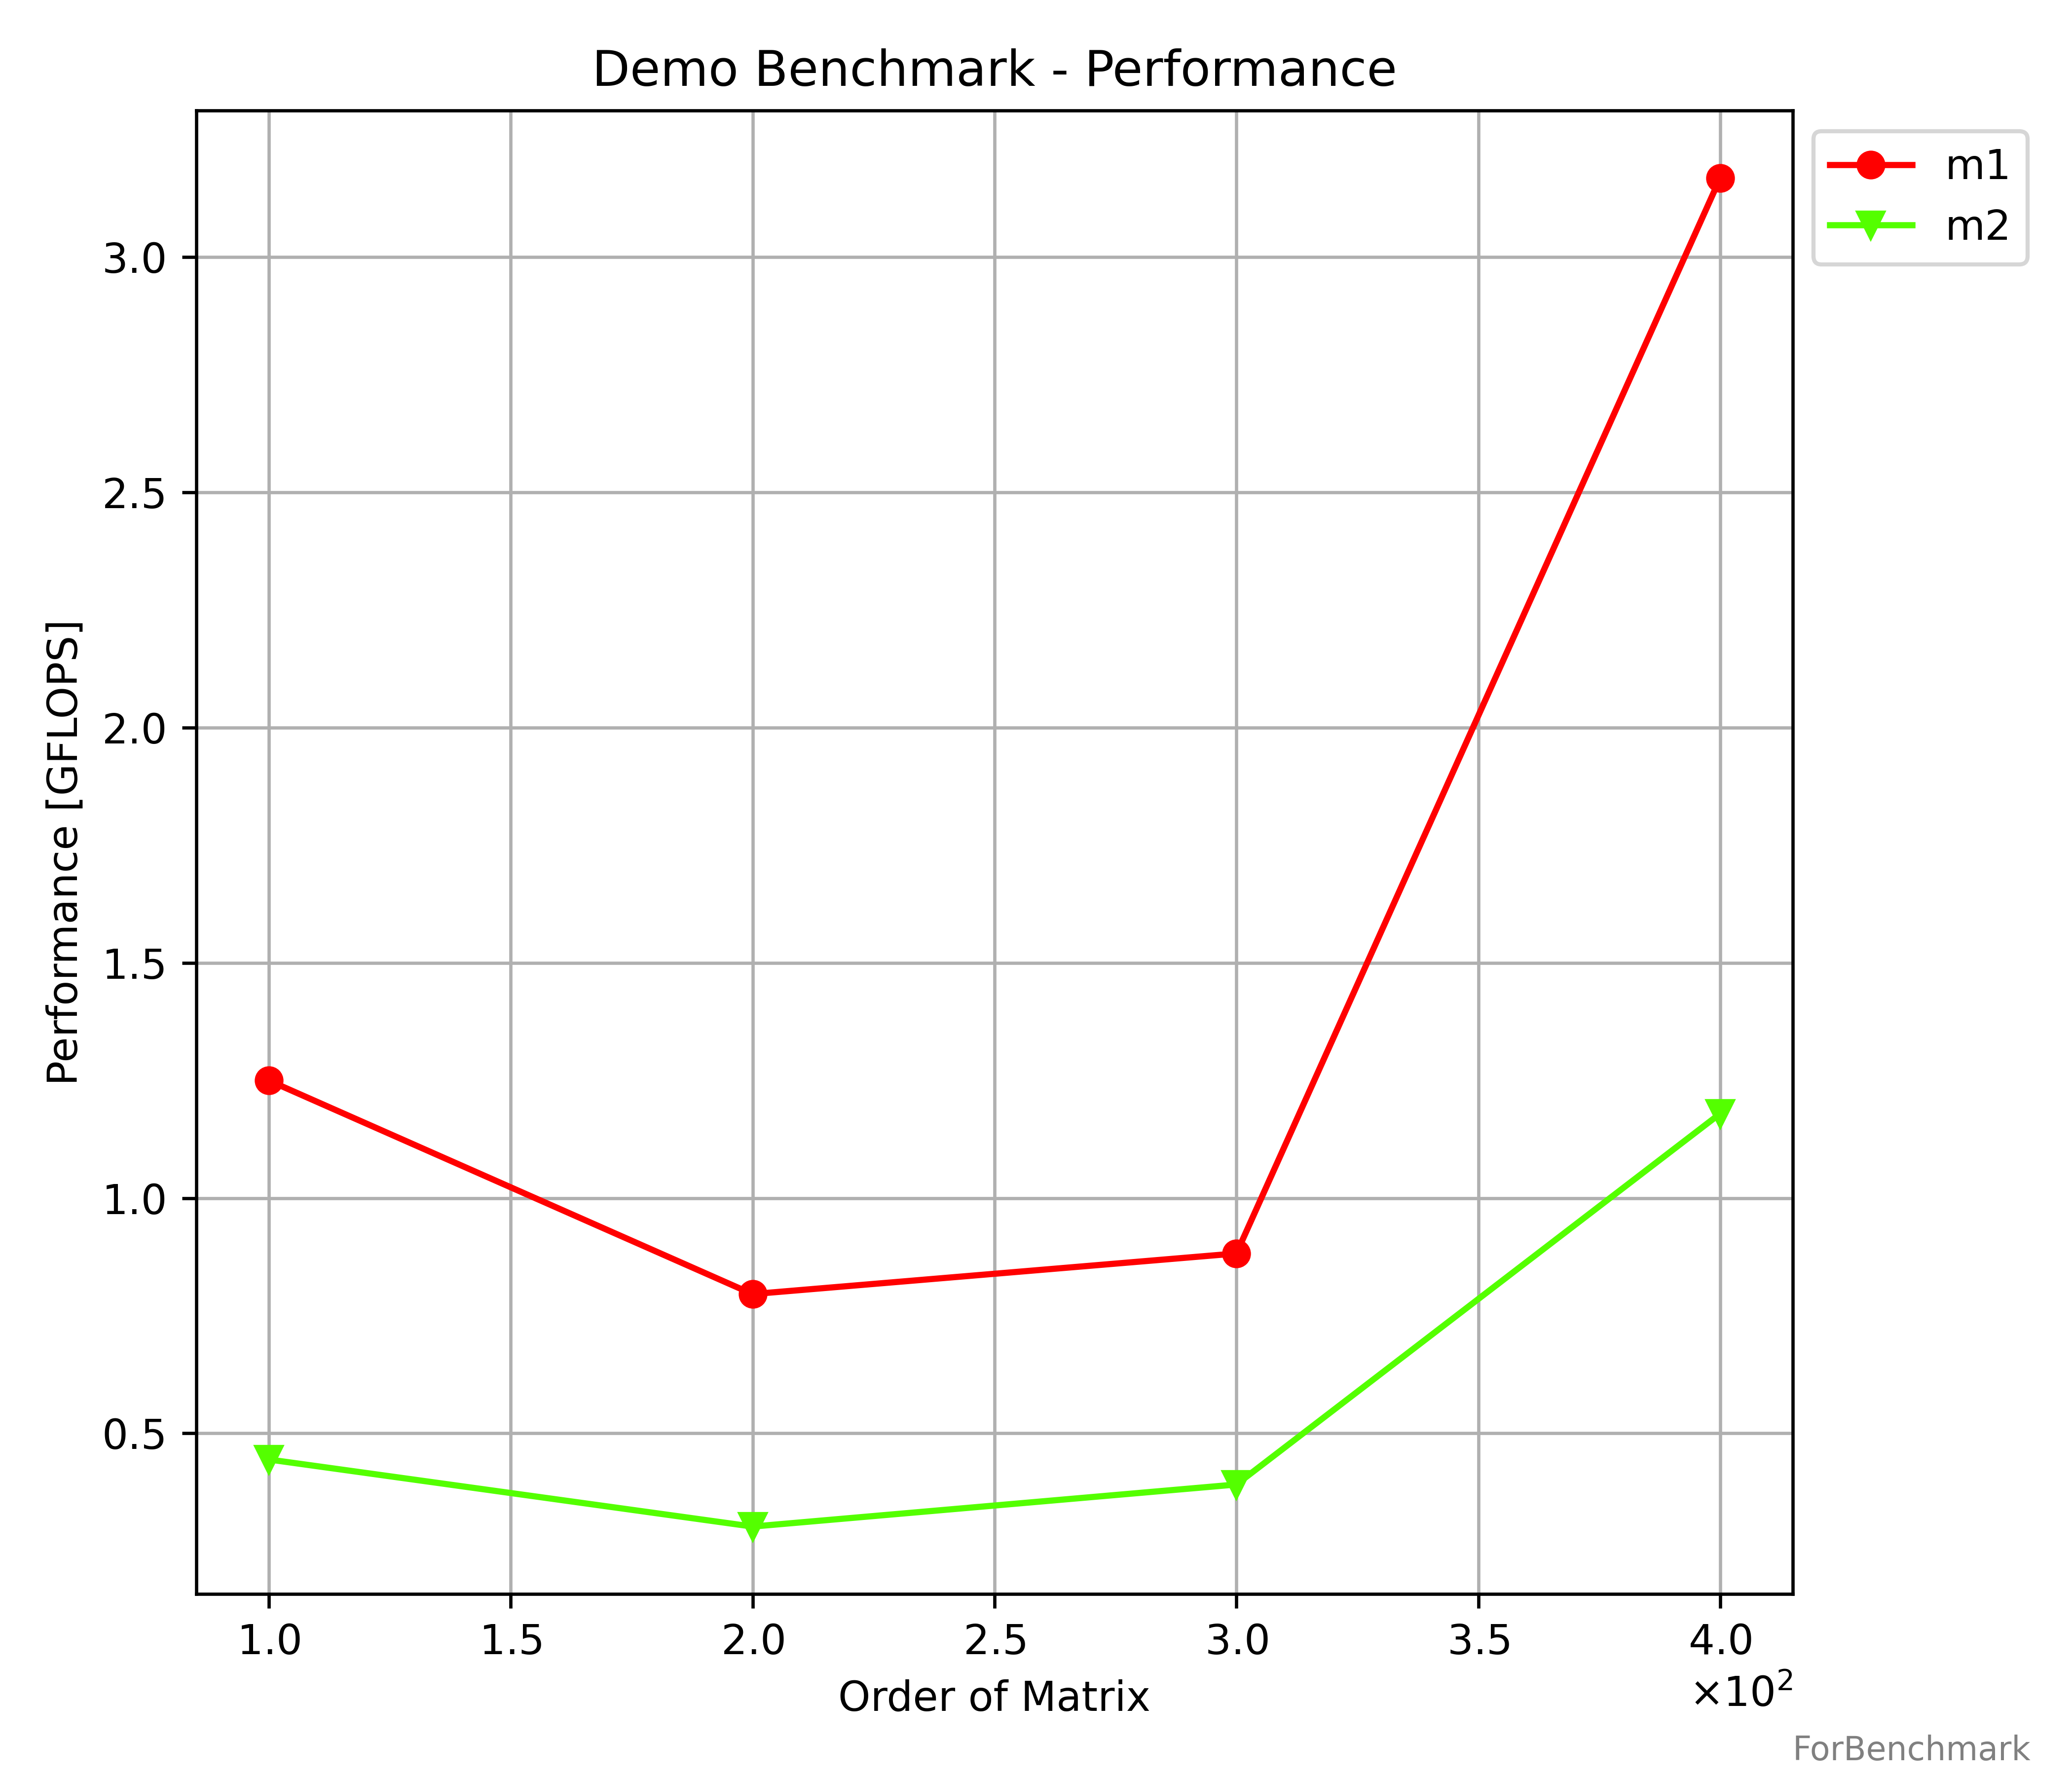 Demo Benchmark - Performance
m1
m2
3.0
2.5
2.0
1.5
1.0
0.5
Performance [GFLOPS]
1.0 1.5 2.0 2.5 3.0 3.5 4.0
×10²
Order of Matrix
ForBenchmark